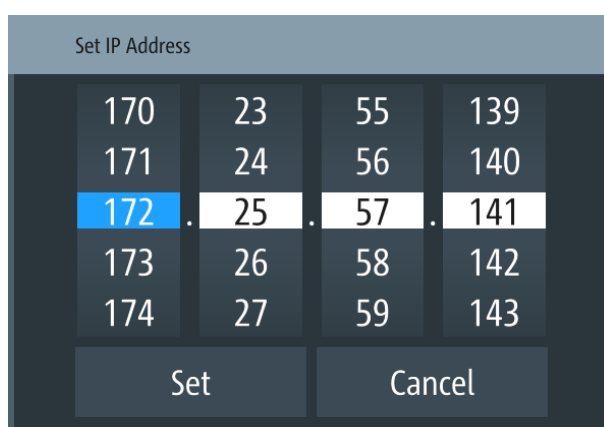 Set IP Address
170 23 55 139
171 24 56 140
172 . 25 . 57 . 141
173 26 58 142
174 27 59 143
Set Cancel